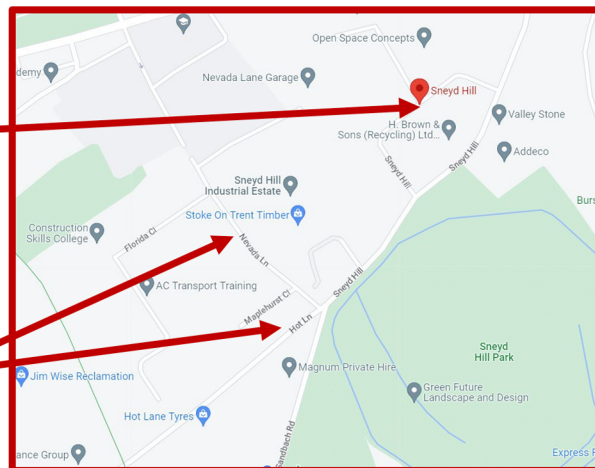 Open Space Concepts
demy
Nevada Lane Garage
Sneyd Hill
H. Brown &
Sons (Recycling) Ltd...
Valley Stone
Addeco
Sneyd Hill
Sneyd Hill
Sneyd Hill
Industrial Estate
Stoke On Trent Timber
Burs
Construction
Skills College
Florida Cl
Nevada Ln
AC Transport Training
Maplehurst Cl
Sneyd Hill
Hot Ln
Sneyd
Hill Park
Magnum Private Hire
Jim Wise Reclamation
Green Future
Landscape and Design
Hot Lane Tyres
Sandbach Rd
ance Group
Express F